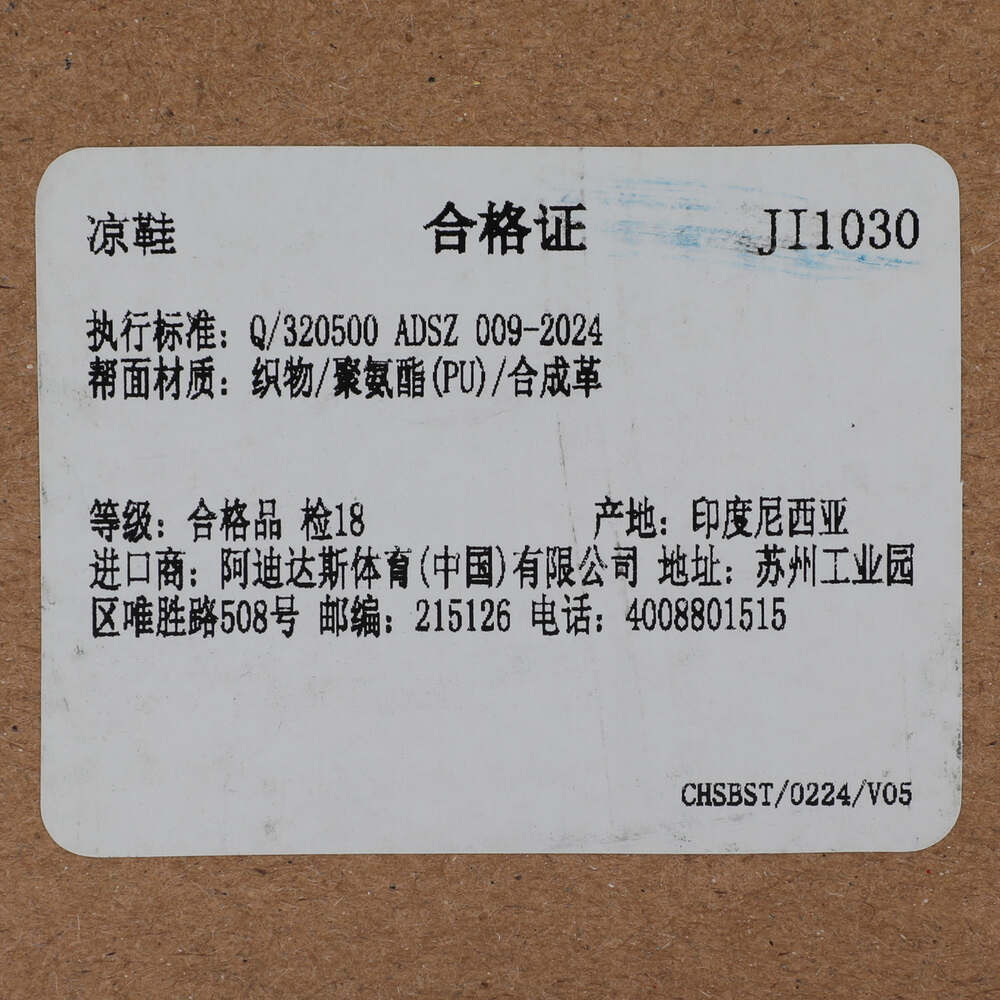 凉鞋 合格证 JI1030
执行标准: Q/320500 ADSZ 009-2024
帮面材质: 织物/聚氨酯(PU)/合成革
等级: 合格品 检18 产地: 印度尼西亚
进口商: 阿迪达斯体育(中国)有限公司 地址: 苏州工业园
区唯胜路508号 邮编: 215126 电话: 4008801515
CHSBST/0224/V05